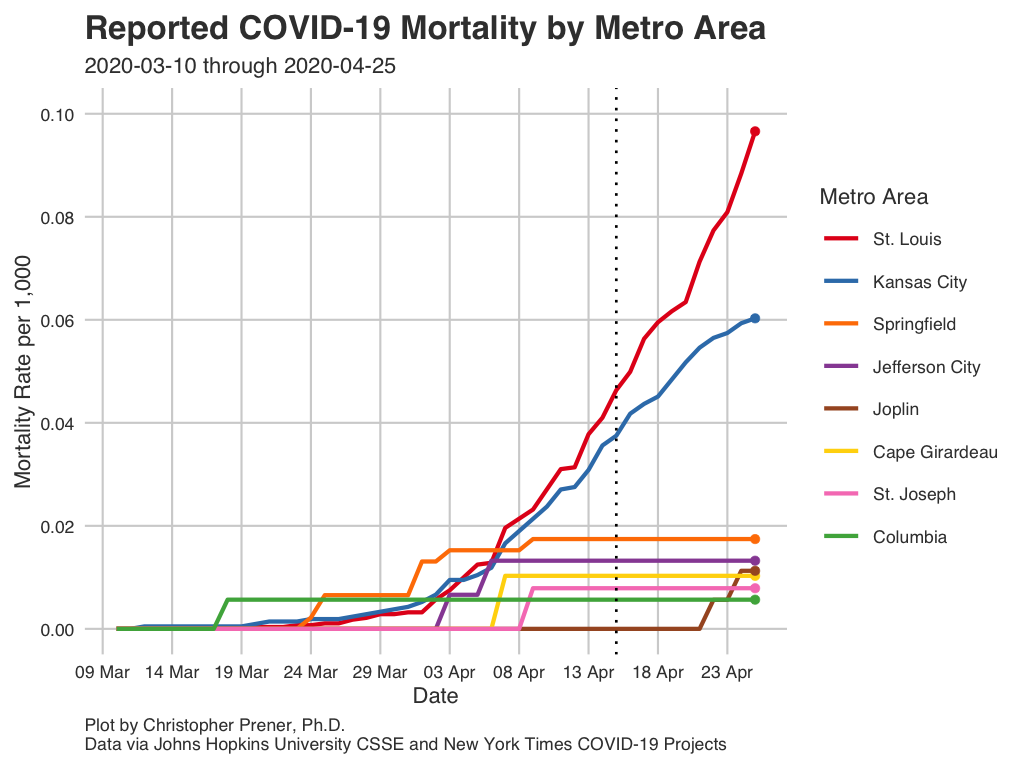 Reported COVID-19 Mortality by Metro Area
2020-03-10 through 2020-04-25
Mortality Rate per 1,000
0.10
0.08
0.06
0.04
0.02
0.00
09 Mar 14 Mar 19 Mar 24 Mar 29 Mar 03 Apr 08 Apr 13 Apr 18 Apr 23 Apr
Date
Metro Area
St. Louis
Kansas City
Springfield
Jefferson City
Joplin
Cape Girardeau
St. Joseph
Columbia
Plot by Christopher Prener, Ph.D.
Data via Johns Hopkins University CSSE and New York Times COVID-19 Projects